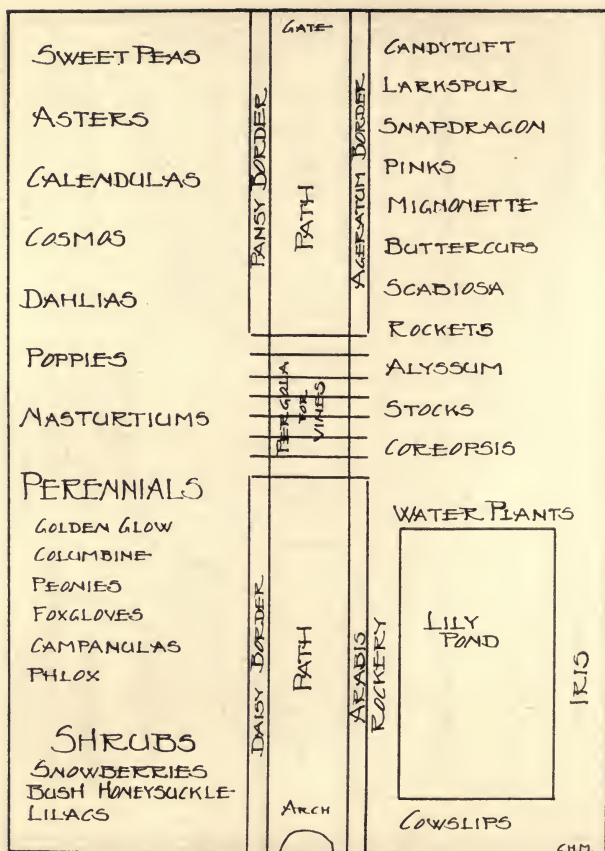 SWEET PEAS
ASTERS
CALENDULAS
COSMOS
DAHLIAS
POPPIES
NASTURTIUMS
PERENNIALS
GOLDEN GLOW
COLUMBINE
PEONIES
FOXGLOVES
CAMPANULAS
PHLOX
SHRUBS
SNOWBERRIES
BUSH HONEYSUCKLE
LILACS
PANSY BORDER
DAISY BORDER
GATE
PATH
PERGOLA
FOR
VINES
PATH
ARCH
AGERATUM BORDER
ARABIS
ROCKERY
CANDYTUFT
LARKSPUR
SNAPDRAGON
PINKS
MIGNONETTE
BUTTERCUPS
SCABIOSA
ROCKETS
ALYSSUM
STOCKS
COREOPSIS
WATER PLANTS
LILY
POND
IRIS
COWSLIPS
C.H.M.